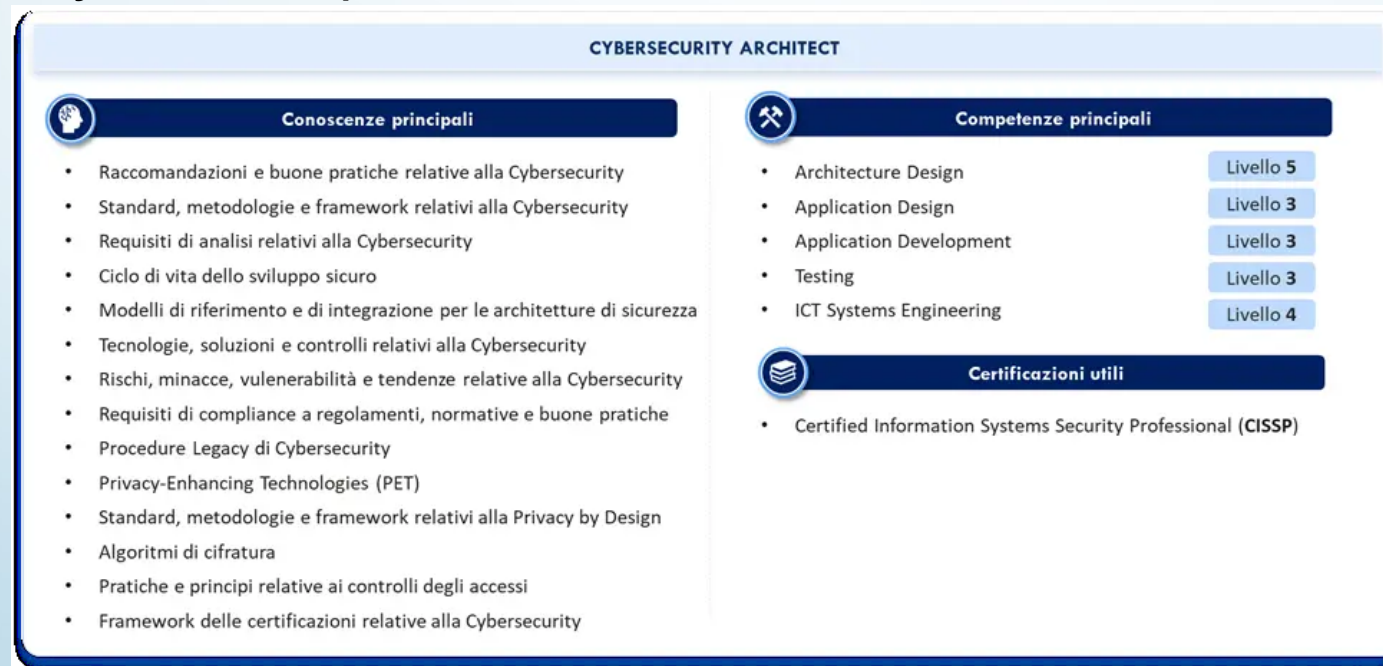 CYBERSECURITY ARCHITECT
Conoscenze principali
Raccomandazioni e buone pratiche relative alla Cybersecurity
Standard, metodologie e framework relativi alla Cybersecurity
Requisiti di analisi relativi alla Cybersecurity
Ciclo di vita dello sviluppo sicuro
Modelli di riferimento e di integrazione per le architetture di sicurezza
Tecnologie, soluzioni e controlli relativi alla Cybersecurity
Rischi, minacce, vulenerabilità e tendenze relative alla Cybersecurity
Requisiti di compliance a regolamenti, normative e buone pratiche
Procedure Legacy di Cybersecurity
Privacy-Enhancing Technologies (PET)
Standard, metodologie e framework relativi alla Privacy by Design
Algoritmi di cifratura
Pratiche e principi relative ai controlli degli accessi
Framework delle certificazioni relative alla Cybersecurity
Competenze principali
Architecture Design Livello 5
Application Design Livello 3
Application Development Livello 3
Testing Livello 3
ICT Systems Engineering Livello 4
Certificazioni utili
Certified Information Systems Security Professional (CISSP)